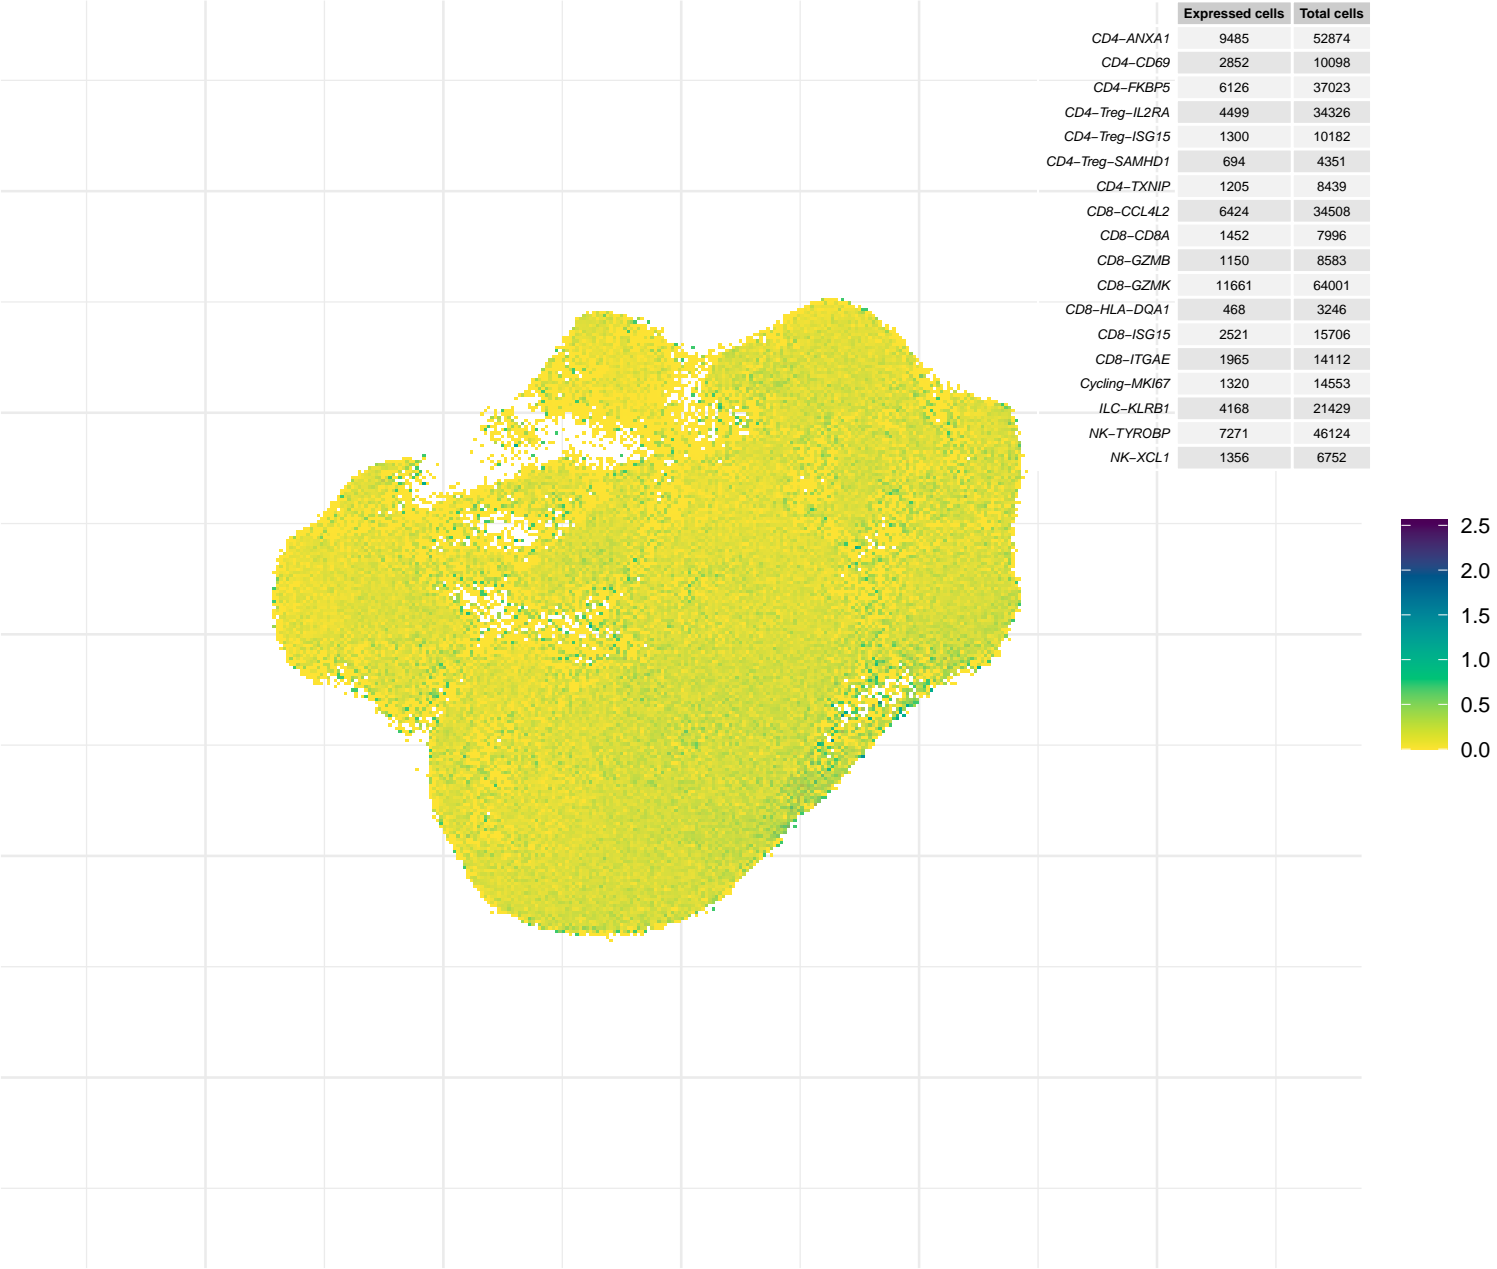 Expressed cells Total cells
CD4−ANXA1 9485 52874
CD4−CD69 2852 10098
CD4−FKBP5 6126 37023
CD4−Treg−IL2RA 4499 34326
CD4−Treg−ISG15 1300 10182
CD4−Treg−SAMHD1 694 4351
CD4−TXNIP 1205 8439
CD8−CCL4L2 6424 34508
CD8−CD8A 1452 7996
CD8−GZMB 1150 8583
CD8−GZMK 11661 64001
CD8−HLA−DQA1 468 3246
CD8−ISG15 2521 15706
CD8−ITGAE 1965 14112
Cycling−MKI67 1320 14553
ILC−KLRB1 4168 21429
NK−TYROBP 7271 46124
NK−XCL1 1356 6752
2.5
2.0
1.5
1.0
0.5
0.0